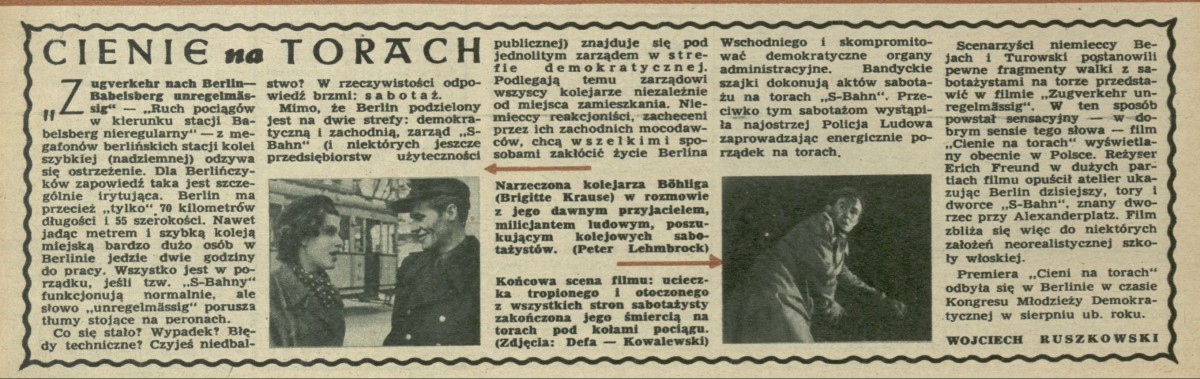 CIENIE na TORACH
„Zugverkehr nach Berlin—
Babelsberg unregelmäs-
sig“ — „Ruch pociągów
w kierunku stacji Ba-
belsberg nieregularny“ — z me-
gafonów berlińskich stacji kolei
szybkiej (nadziemnej) odzywa
się ostrzeżenie. Dla Berlińczy-
ków zapowiedź taka jest szcze-
gólnie irytująca. Berlin ma
przecież „tylko“ 70 kilometrów
długości i 55 szerokości. Nawet
jadąc metrem i szybką koleją
miejską bardzo dużo osób w
Berlinie jedzie dwie godziny
do pracy. Wszystko jest w po-
rządku, jeśli tzw. „S-Bahny“
funkcjonują normalnie, ale
słowo „unregelmässig“ porusza
tłumy stojące na peronach.
Co się stało? Wypadek? Błę-
dy techniczne? Czyjeś niedbal-
stwo? W rzeczywistości odpo-
wiedź brzmi: sabotaż.
Mimo, że Berlin podzielony
jest na dwie strefy: demokra-
tyczną i zachodnią, zarząd „S-
Bahn“ (i niektórych jeszcze
przedsiębiorstw użyteczności
publicznej) znajduje się pod
jednolitym zarządem w stre-
fie demokratycznej.
Podlegają temu zarządowi
wszyscy kolejarze niezależnie
od miejsca zamieszkania. Nie-
mieccy reakcjoniści, zachęceni
przez ich zachodnich mocodaw-
ców, chcą wszelkimi spo-
sobami zakłócić życie Berlina
Wschodniego i skompromito-
wać demokratyczne organy
administracyjne. Bandyckie
szajki dokonują aktów sabota-
żu na torach „S-Bahn“. Prze-
ciwko tym sabotażom wystąpi-
ła najostrzej Policja Ludowa
zaprowadzając energicznie po-
rządek na torach.
Scenarzyści niemieccy Be-
jach i Turowski postanowili
pewne fragmenty walki z sa-
botażystami na torze przedsta-
wić w filmie „Zugverkehr un-
regelmässig“. W ten sposób
powstał sensacyjny — w do-
brym sensie tego słowa — film
„Cienie na torach“ wyświetla-
ny obecnie w Polsce. Reżyser
Erich Freund w dużych par-
tiach filmu opuścił atelier uka-
zując Berlin dzisiejszy, tory i
dworce „S-Bahn“, znany dwo-
rzec przy Alexanderplatz. Film
zbliża się więc do niektórych
założeń neorealistycznej szko-
ły włoskiej.
Premiera „Cieni na torach“
odbyła się w Berlinie w czasie
Kongresu Młodzieży Demokra-
tycznej w sierpniu ub. roku.
WOJCIECH RUSZKOWSKI
Narzeczona kolejarza Böhliga
(Brigitte Krause) w rozmowie
z jego dawnym przyjacielem,
milicjantem ludowym, poszu-
kującym kolejowych sabo-
tażystów. (Peter Lehmbrock)
Końcowa scena filmu: uciecz-
ka tropionego i otoczonego
z wszystkich stron sabotażysty
zakończona jego śmiercią na
torach pod kołami pociągu.
(Zdjęcia: Defa — Kowalewski)